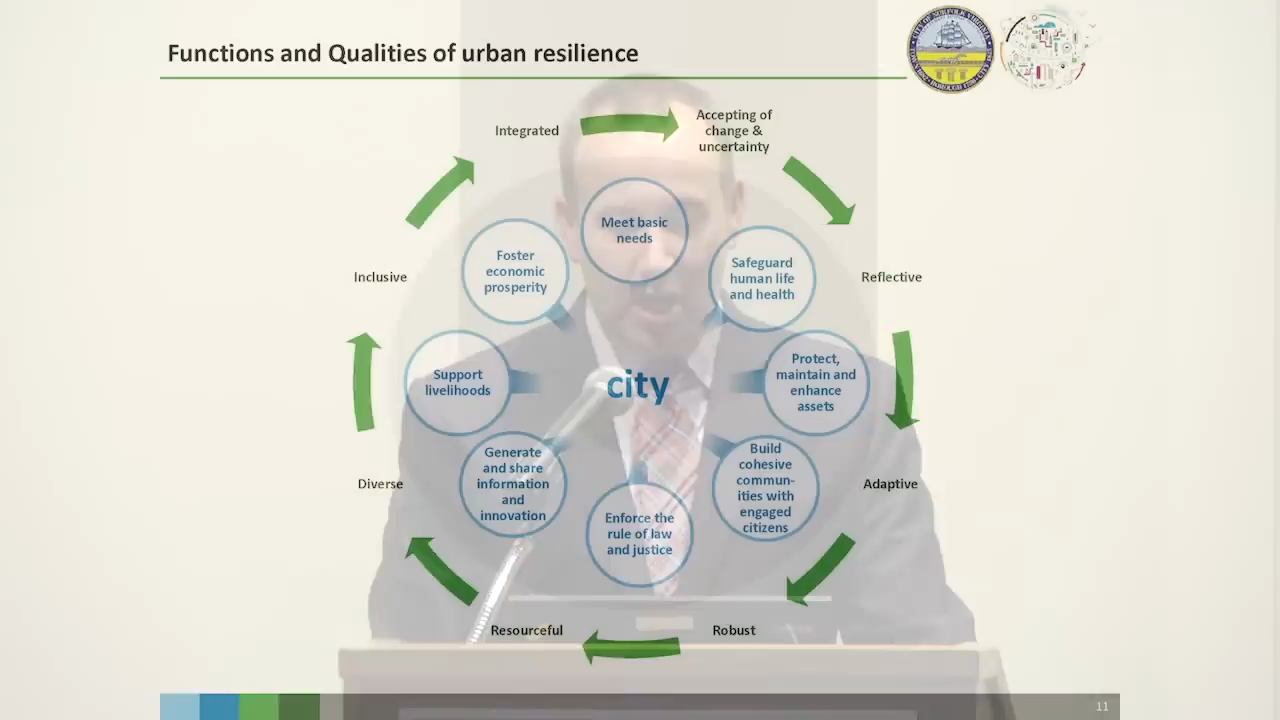 Functions and Qualities of urban resilience
Integrated
Accepting of
change &
uncertainty
Meet basic
needs
Foster
economic
prosperity
Safeguard
human life
and health
Inclusive
Reflective
Support
livelihoods
city
Protect,
maintain and
enhance
assets
Generate
and share
information
and
innovation
Build
cohesive
commun-
ities with
engaged
citizens
Diverse
Adaptive
Enforce the
rule of law
and justice
Resourceful
Robust
11